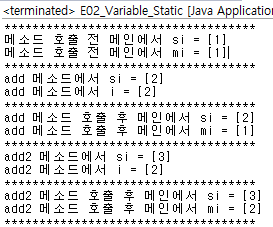 <terminated> E02_Variable_Static [Java Application
******************************
메소드 호출 전 메인에서 si = [1]
메소드 호출 전 메인에서 mi = [1]
******************************
add 메소드에서 si = [2]
add 메소드에서 i = [2]
******************************
add 메소드 호출 후 메인에서 si = [2]
add 메소드 호출 후 메인에서 mi = [1]
******************************
add2 메소드에서 si = [3]
add2 메소드에서 i = [2]
******************************
add2 메소드 호출 후 메인에서 si = [3]
add2 메소드 호출 후 메인에서 mi = [2]
******************************